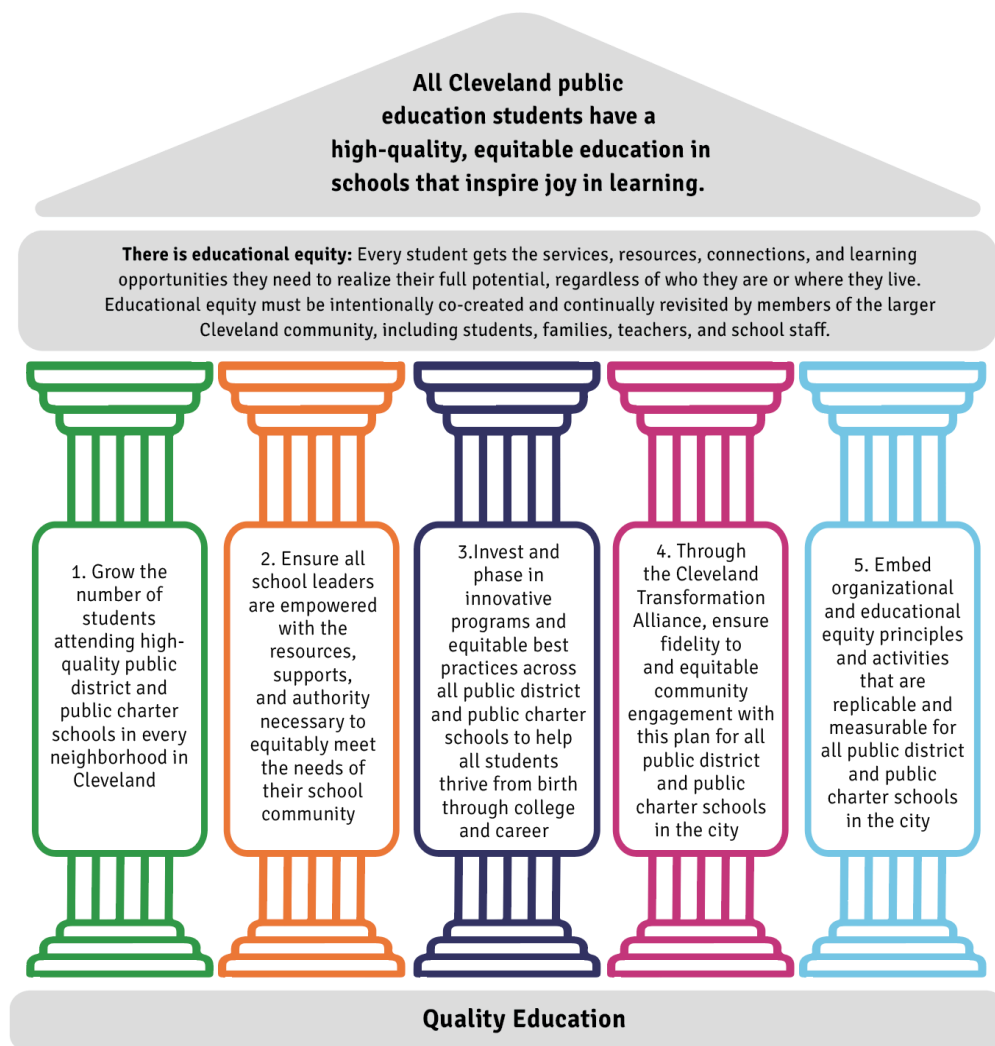 All Cleveland public
education students have a
high-quality, equitable education in
schools that inspire joy in learning.
There is educational equity: Every student gets the services, resources, connections, and learning
opportunities they need to realize their full potential, regardless of who they are or where they live.
Educational equity must be intentionally co-created and continually revisited by members of the larger
Cleveland community, including students, families, teachers, and school staff.
1. Grow the
number of
students
attending high-
quality public
district and
public charter
schools in every
neighborhood in
Cleveland
2. Ensure all
school leaders
are empowered
with the
resources,
supports,
and authority
necessary to
equitably meet
the needs of
their school
community
3.Invest and
phase in
innovative
programs and
equitable best
practices across
all public district
and public charter
schools to help
all students
thrive from birth
through college
and career
4. Through
the Cleveland
Transformation
Alliance, ensure
fidelity to
and equitable
community
engagement with
this plan for all
public district
and public
charter schools
in the city
5. Embed
organizational
and educational
equity principles
and activities
that are
replicable and
measurable for
all public district
and public
charter schools
in the city
Quality Education